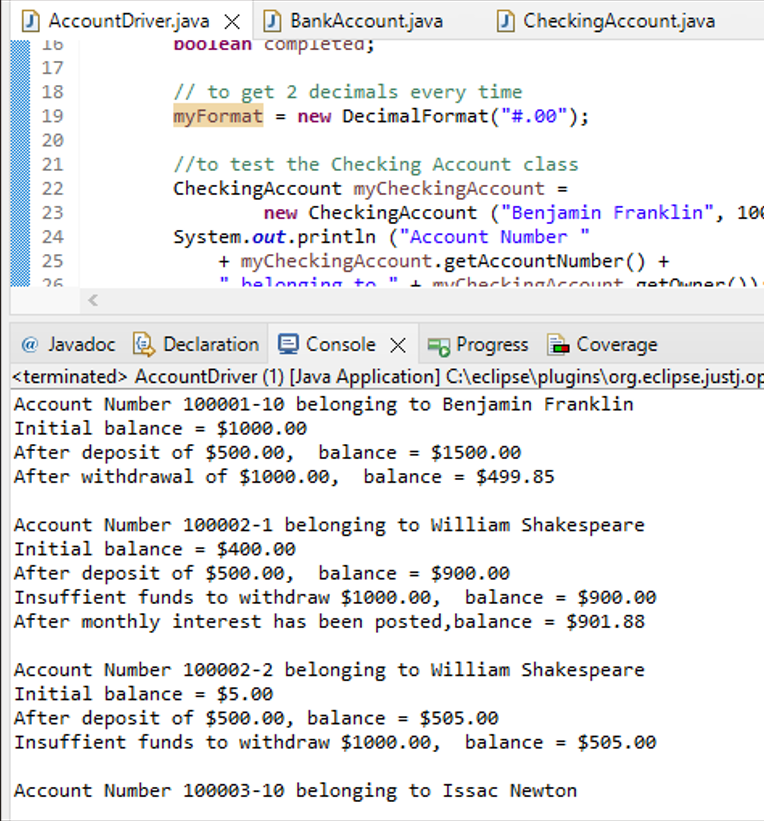 AccountDriver.java BankAccount.java CheckingAccount.java
16 boolean completed;
17
18 // to get 2 decimals every time
19 myFormat = new DecimalFormat("#.00");
20
21 //to test the Checking Account class
22 CheckingAccount myCheckingAccount =
23 new CheckingAccount ("Benjamin Franklin", 100
24 System.out.println ("Account Number "
25 + myCheckingAccount.getAccountNumber() +
26 " belonging to " + myCheckingAccount.getOwner());
@ Javadoc Declaration Console Progress Coverage
<terminated> AccountDriver (1) [Java Application] C:\eclipse\plugins\org.eclipse.justj.op
Account Number 100001-10 belonging to Benjamin Franklin
Initial balance = $1000.00
After deposit of $500.00,  balance = $1500.00
After withdrawal of $1000.00,  balance = $499.85
Account Number 100002-1 belonging to William Shakespeare
Initial balance = $400.00
After deposit of $500.00,  balance = $900.00
Insuffient funds to withdraw $1000.00,  balance = $900.00
After monthly interest has been posted,balance = $901.88
Account Number 100002-2 belonging to William Shakespeare
Initial balance = $5.00
After deposit of $500.00, balance = $505.00
Insuffient funds to withdraw $1000.00,  balance = $505.00
Account Number 100003-10 belonging to Issac Newton